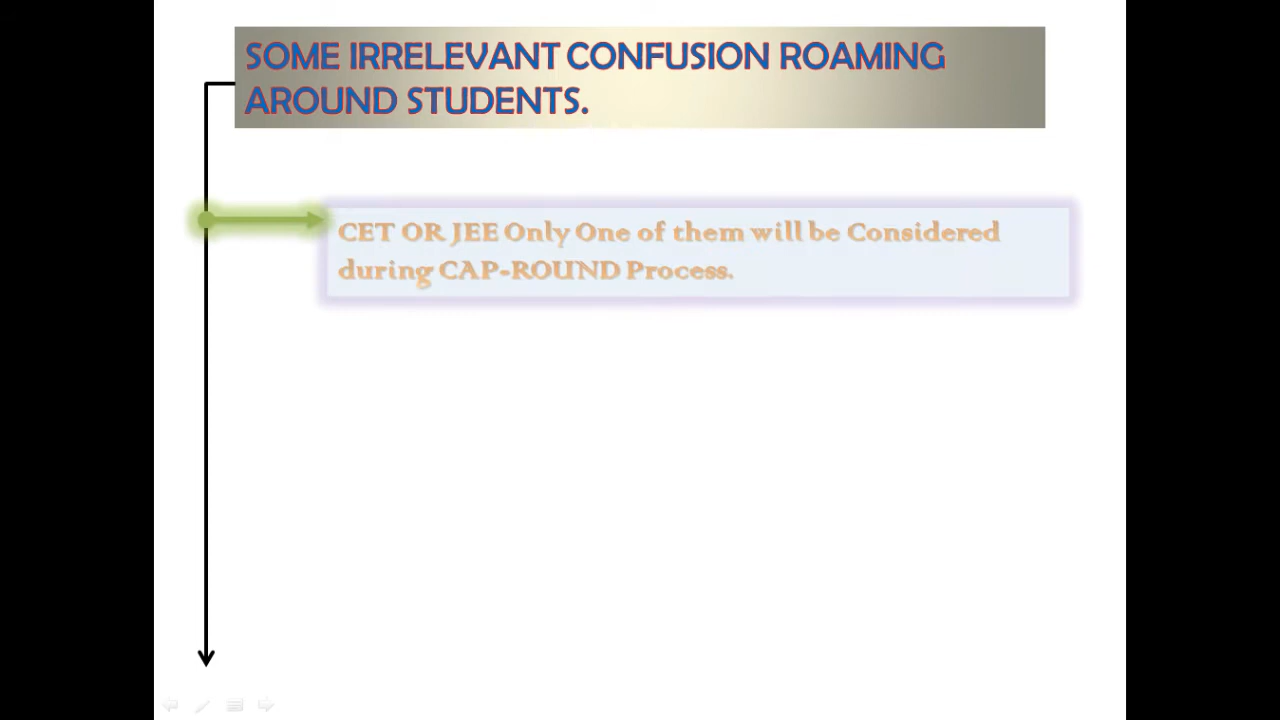 SOME IRRELEVANT CONFUSION ROAMING
AROUND STUDENTS.
CET OR JEE Only One of them will be Considered
during CAP-ROUND Process.